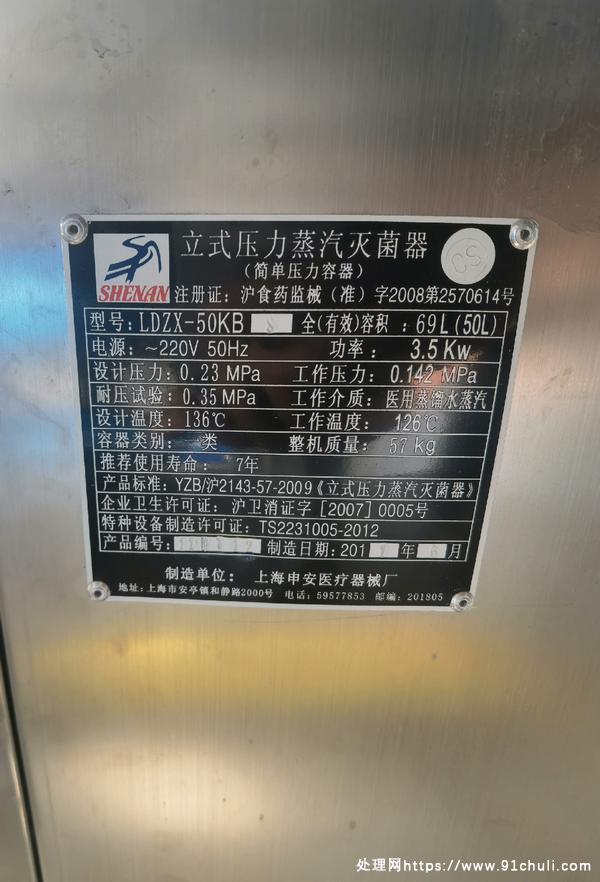 SHENAN
立式压力蒸汽灭菌器
(简单压力容器)
CS
注册证：沪食药监械（准）字2008第2570614号
型号：LDZX-50KB 全(有效)容积：69L(50L)
电源：~220V 50Hz 功率：3.5Kw
设计压力：0.23 MPa 工作压力：0.142 MPa
耐压试验：0.35 MPa 工作介质：医用蒸馏水蒸汽
设计温度：136℃ 工作温度：126℃
容器类别：一类 整机质量：57 kg
推荐使用寿命：7年
产品标准：YZB/沪2143-57-2009《立式压力蒸汽灭菌器》
企业卫生许可证：沪卫消证字[2007]0005号
特种设备制造许可证：TS2231005-2012
产品编号： 制造日期：201 年 月
制造单位：上海申安医疗器械厂
地址：上海市安亭镇和静路2000号 电话：59577853 邮编：201805
处理网https://www.91chuli.com/